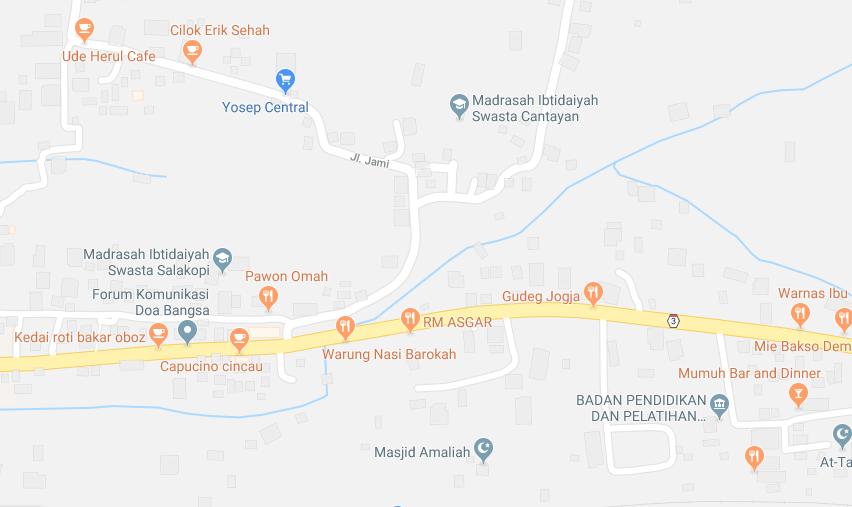 Cilok Erik Sehah
Ude Herul Cafe
Yosep Central
Madrasah Ibtidaiyah
Swasta Cantayan
Jl. Jami
Madrasah Ibtidaiyah
Swasta Salakopi
Pawon Omah
Forum Komunikasi
Doa Bangsa
Gudeg Jogja
Warnas Ibu
3
RM ASGAR
Kedai roti bakar oboz
Warung Nasi Barokah
Capucino cincau
Mie Bakso Dem
Mumuh Bar and Dinner
BADAN PENDIDIKAN
DAN PELATIHAN...
Masjid Amaliah
At-Ta